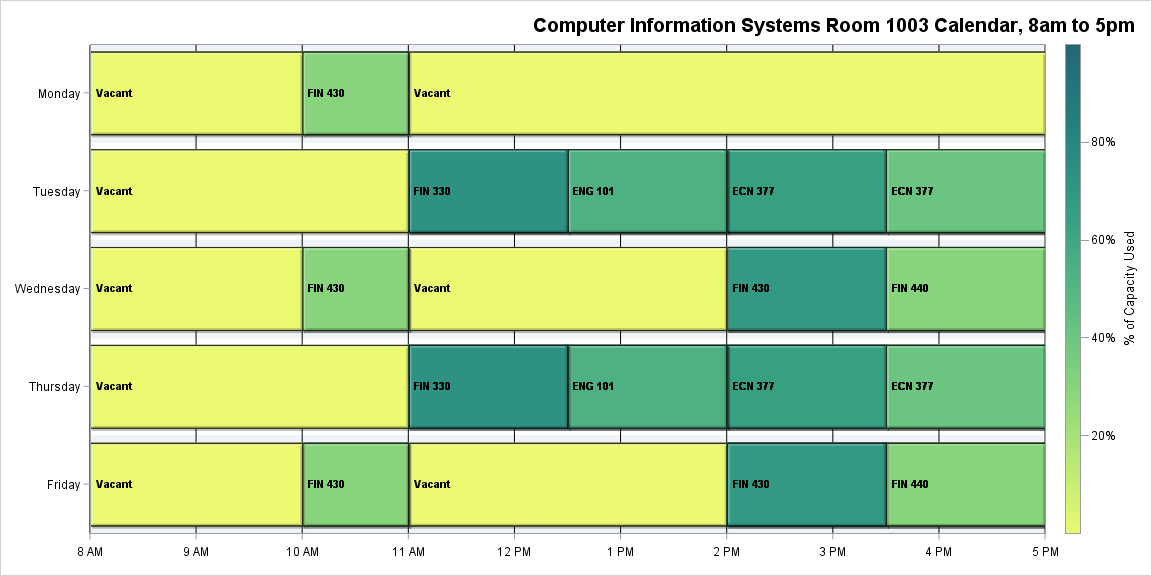 Computer Information Systems Room 1003 Calendar, 8am to 5pm
Monday
Vacant
FIN 430
Vacant
Tuesday
Vacant
FIN 330
ENG 101
ECN 377
ECN 377
Wednesday
Vacant
FIN 430
Vacant
FIN 430
FIN 440
Thursday
Vacant
FIN 330
ENG 101
ECN 377
ECN 377
Friday
Vacant
FIN 430
Vacant
FIN 430
FIN 440
8 AM
9 AM
10 AM
11 AM
12 PM
1 PM
2 PM
3 PM
4 PM
5 PM
80%
60%
40%
20%
% of Capacity Used